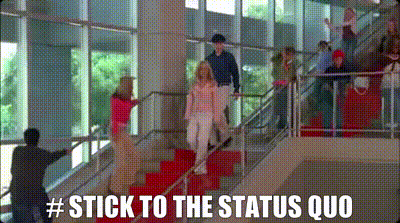 # STICK TO THE STATUS QUO